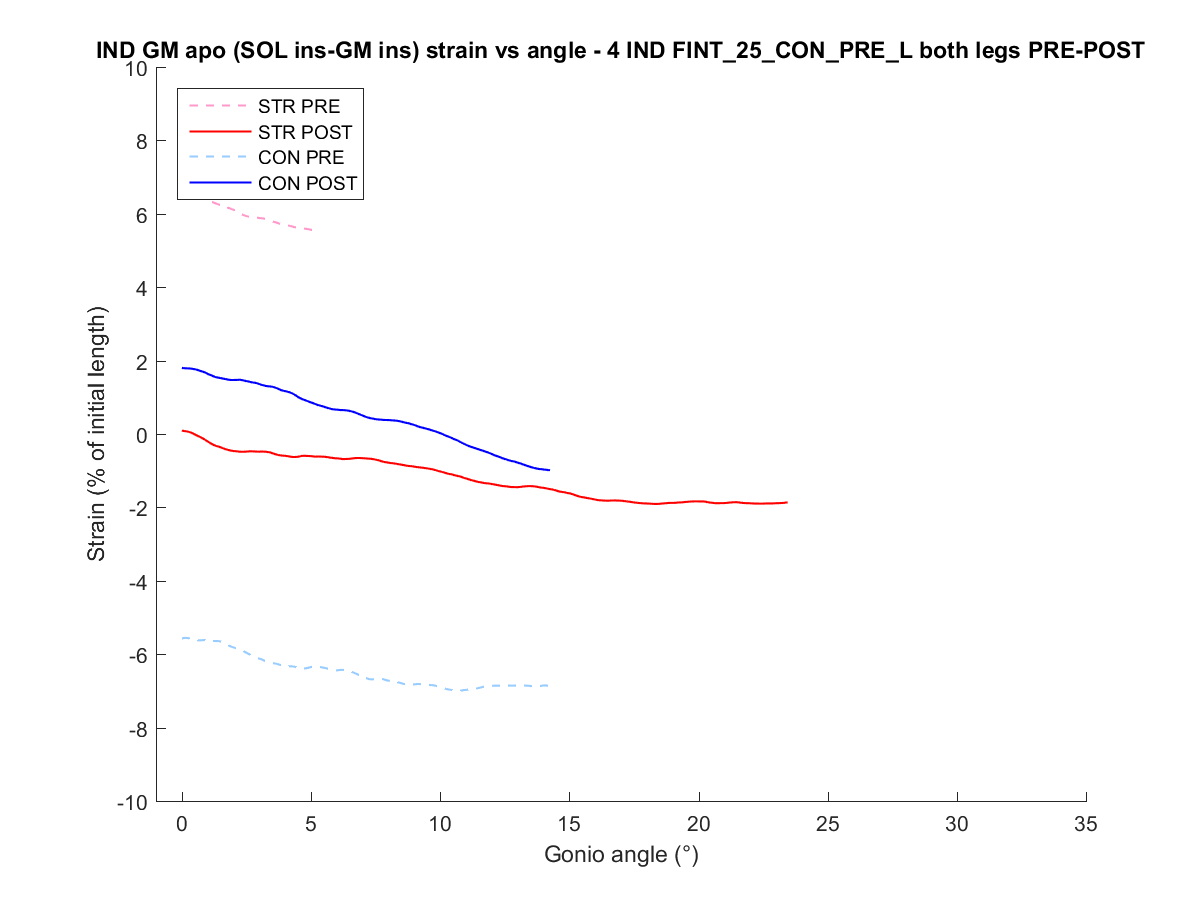 IND GM apo (SOL ins-GM ins) strain vs angle - 4 IND FINT_25_CON_PRE_L both legs PRE-POST
10
8
6
4
2
0
-2
-4
-6
-8
-10
Strain (% of initial length)
STR PRE
STR POST
CON PRE
CON POST
0 5 10 15 20 25 30 35
Gonio angle (°)